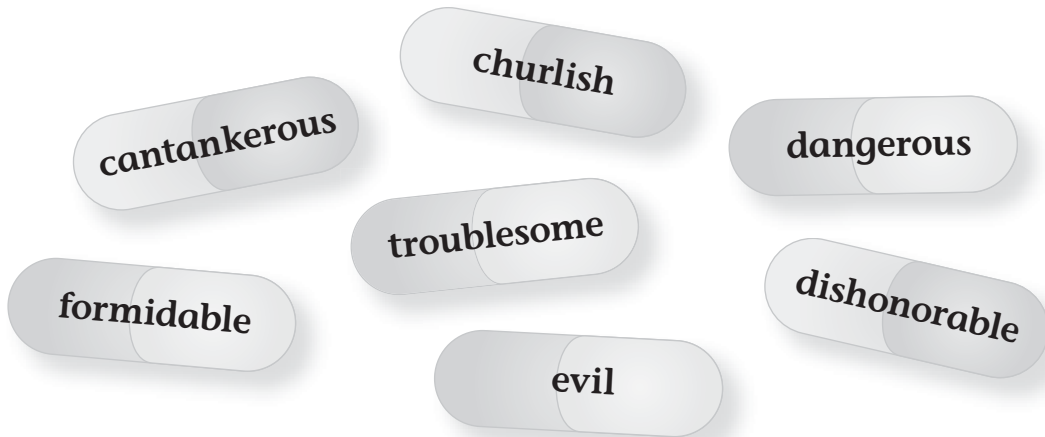 churlish
cantankerous
dangerous
troublesome
dishonorable
formidable
evil